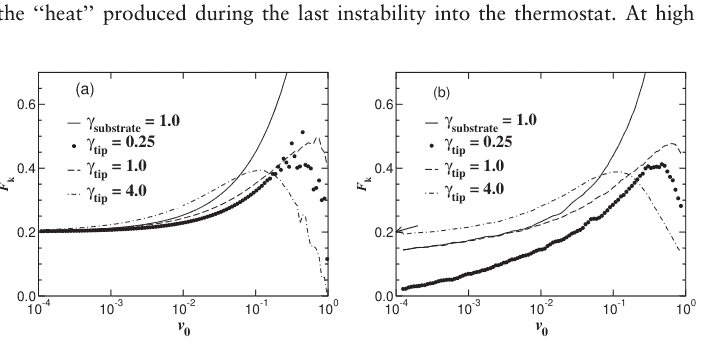 the “heat” produced during the last instability into the thermostat. At high
(a)
γsubstrate = 1.0
γtip = 0.25
γtip = 1.0
γtip = 4.0
Fk
0.6
0.4
0.2
0.0
10-4 10-3 10-2 10-1 100
v0
(b)
γsubstrate = 1.0
γtip = 0.25
γtip = 1.0
γtip = 4.0
Fk
0.6
0.4
0.2
0.0
10-4 10-3 10-2 10-1 100
v0